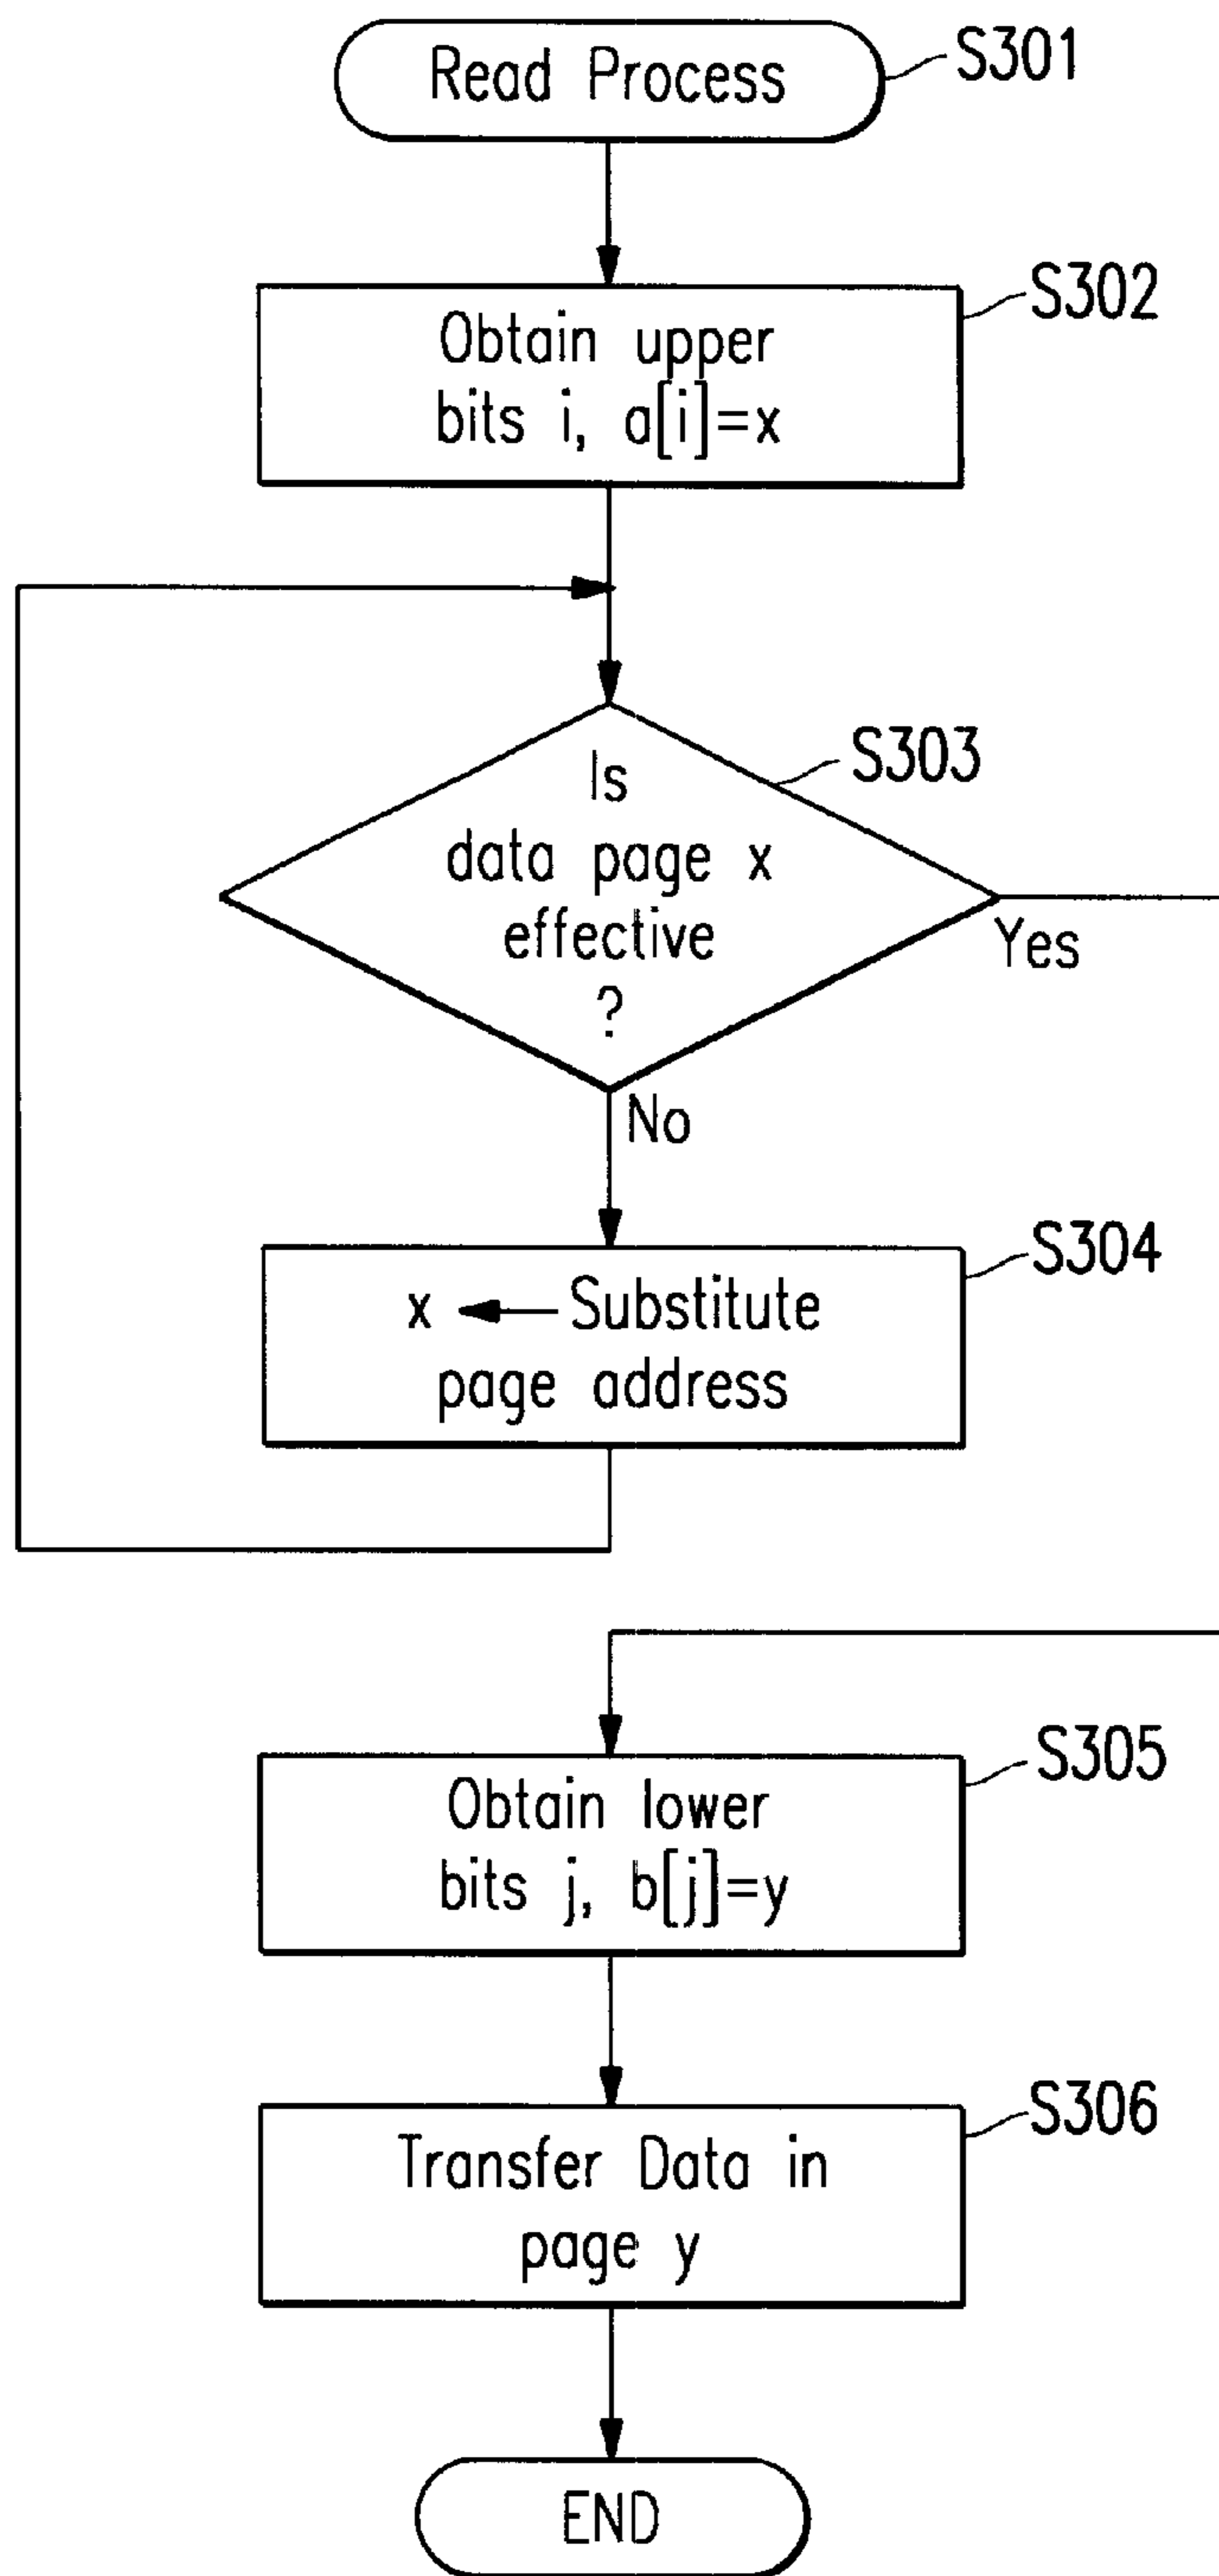 Read Process
S301
S302
Obtain upper
bits i, a[i]=x
S303
Is
data page x
effective
?
Yes
No
S304
x ← Substitute
page address
S305
Obtain lower
bits j, b[j]=y
S306
Transfer Data in
page y
END